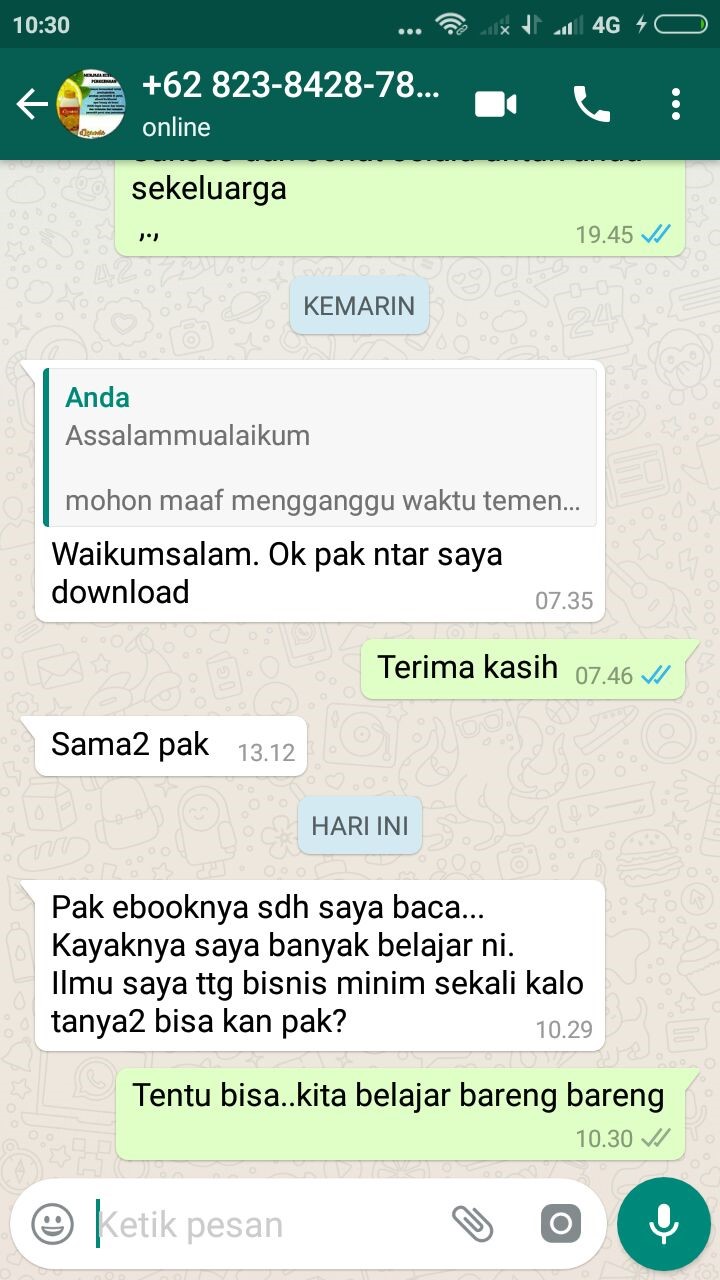 10:30
4G
+62 823-8428-78...
online
sekeluarga
,.,
19.45
KEMARIN
Anda
Assalammualaikum
mohon maaf mengganggu waktu temen...
Waikumsalam. Ok pak ntar saya
download
07.35
Terima kasih
07.46
Sama2 pak
13.12
HARI INI
Pak ebooknya sdh saya baca...
Kayaknya saya banyak belajar ni.
Ilmu saya ttg bisnis minim sekali kalo
tanya2 bisa kan pak?
10.29
Tentu bisa..kita belajar bareng bareng
10.30
Ketik pesan